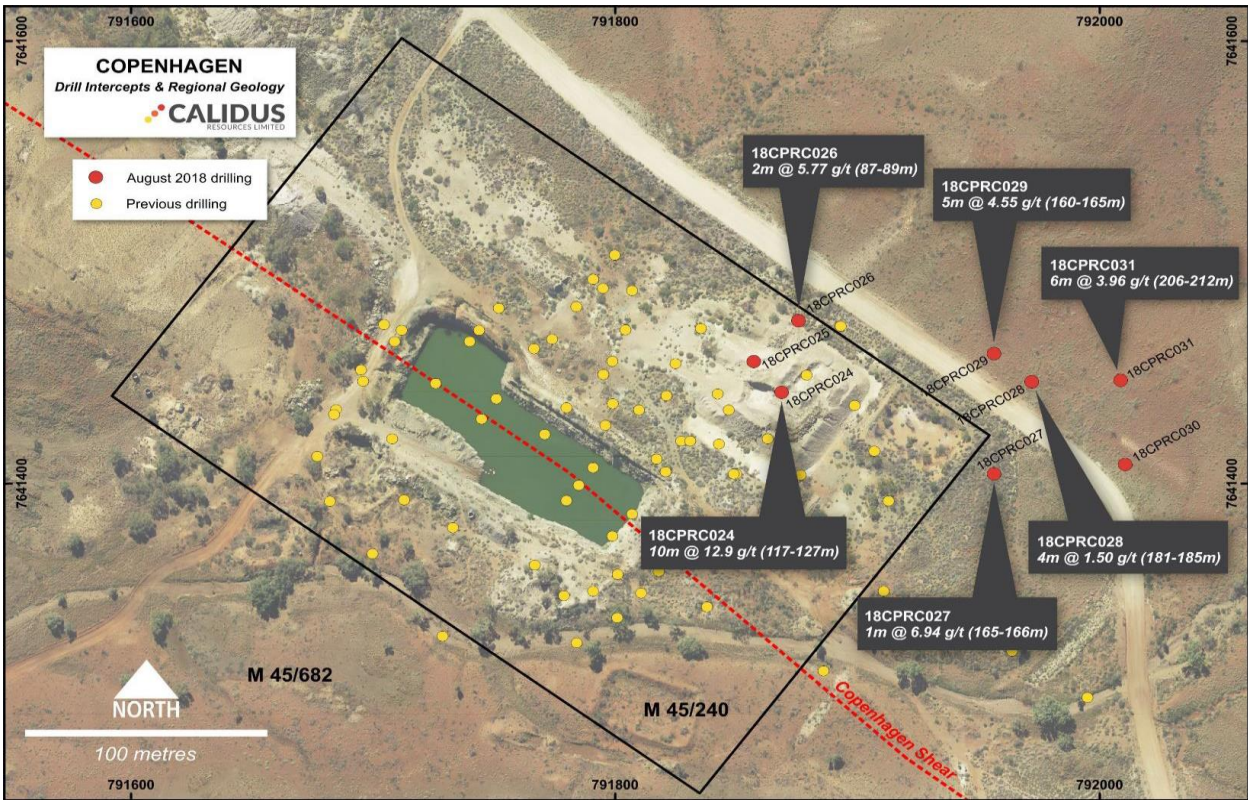 791600
791800
792000
7641600
7641600
COPENHAGEN
Drill Intercepts & Regional Geology
CALIDUS
RESOURCES LIMITED
August 2018 drilling
Previous drilling
18CPRC026
2m @ 5.77 g/t (87-89m)
18CPRC029
5m @ 4.55 g/t (160-165m)
18CPRC031
6m @ 3.96 g/t (206-212m)
18CPRC026
18CPRC025
18CPRC024
18CPRC029
18CPRC028
18CPRC031
18CPRC027
18CPRC030
7641400
7641400
18CPRC024
10m @ 12.9 g/t (117-127m)
18CPRC028
4m @ 1.50 g/t (181-185m)
18CPRC027
1m @ 6.94 g/t (165-166m)
M 45/682
M 45/240
Copenhagen Shear
NORTH
100 metres
791600
791800
792000